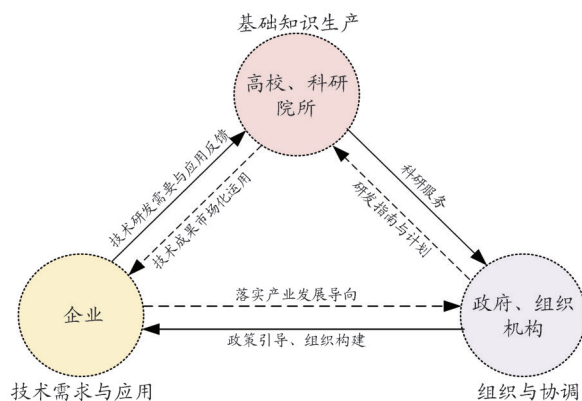 基础知识生产
高校、科研
院所
技术研发需要与应用反馈
技术成果市场化运用
科研服务
研发指南与计划
企业
落实产业发展导向
政策引导、组织构建
政府、组织
机构
技术需求与应用
组织与协调